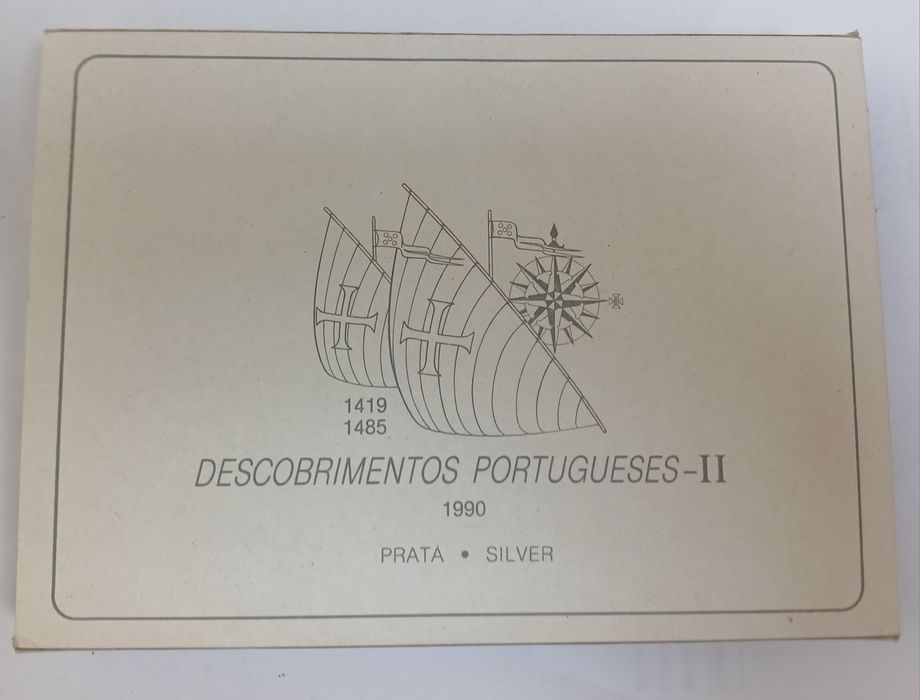 1419
1485
DESCOBRIMENTOS PORTUGUESES-II
1990
PRATA • SILVER